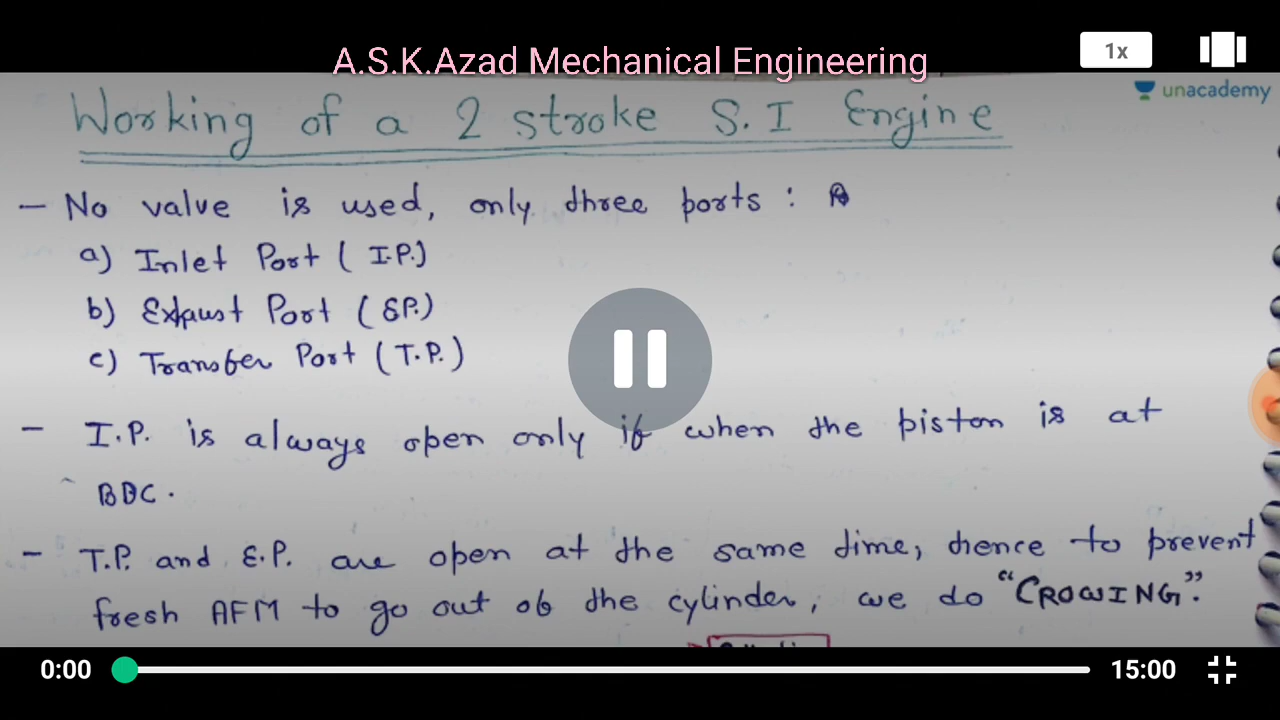 1x
A.S.K.Azad Mechanical Engineering
unacademy
Working of a 2 stroke S.I Engine
– No value is used, only three ports :
a) Inlet Port ( I.P.)
b) Exhaust Port ( EP.)
c) Transfer Port ( T.P.)
– I.P. is always open only if when the piston is at
BDC.
– T.P. and E.P. are open at the same time, hence to prevent
fresh AFM to go out of the cylinder, we do “CROWING”.
0:00
15:00